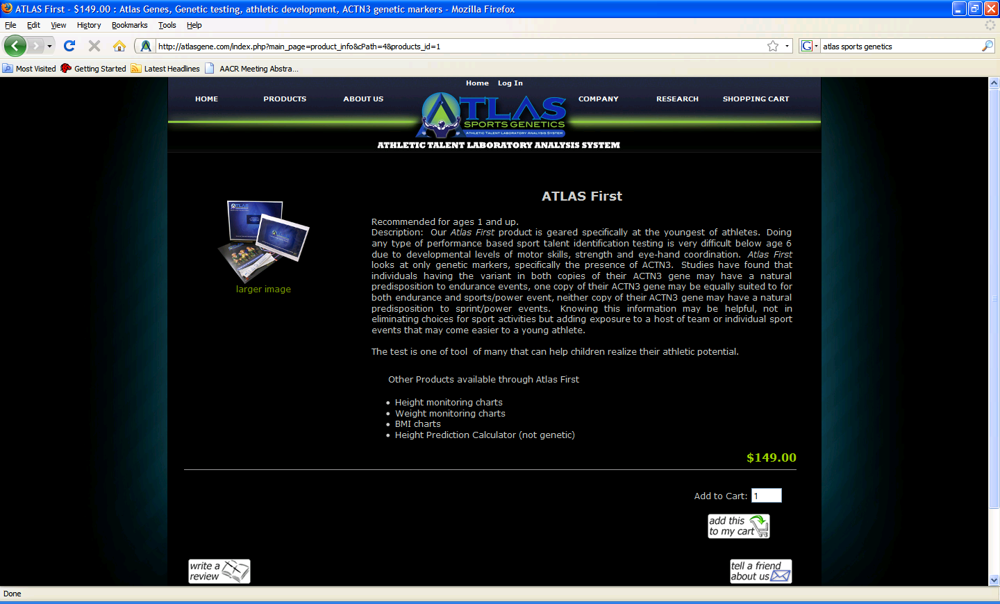 ATLAS First - $149.00 : Atlas Genes, Genetic testing, athletic development, ACTN3 genetic markers - Mozilla Firefox
File Edit View History Bookmarks Tools Help
http://atlasgene.com/index.php?main_page=product_info&cPath=4&products_id=1
G
atlas sports genetics
Most Visited Getting Started Latest Headlines AACR Meeting Abstra...
Home Log In
HOME PRODUCTS ABOUT US COMPANY RESEARCH SHOPPING CART
ATLAS
SPORTS GENETICS
ATHLETIC TALENT LABORATORY ANALYSIS SYSTEM
ATHLETIC TALENT LABORATORY ANALYSIS SYSTEM
ATLAS First
ATLAS
larger image
Recommended for ages 1 and up.
Description: Our Atlas First product is geared specifically at the youngest of athletes. Doing
any type of performance based sport talent identification testing is very difficult below age 6
due to developmental levels of motor skills, strength and eye-hand coordination. Atlas First
looks at only genetic markers, specifically the presence of ACTN3. Studies have found that
individuals having the variant in both copies of their ACTN3 gene may have a natural
predisposition to endurance events, one copy of their ACTN3 gene may be equally suited to for
both endurance and sports/power event, neither copy of their ACTN3 gene may have a natural
predisposition to sprint/power events. Knowing this information may be helpful, not in
eliminating choices for sport activities but adding exposure to a host of team or individual sport
events that may come easier to a young athlete.
The test is one of tool of many that can help children realize their athletic potential.
Other Products available through Atlas First
• Height monitoring charts
• Weight monitoring charts
• BMI charts
• Height Prediction Calculator (not genetic)
$149.00
Add to Cart: 1
add this
to my cart
write a
review
tell a friend
about us
Done